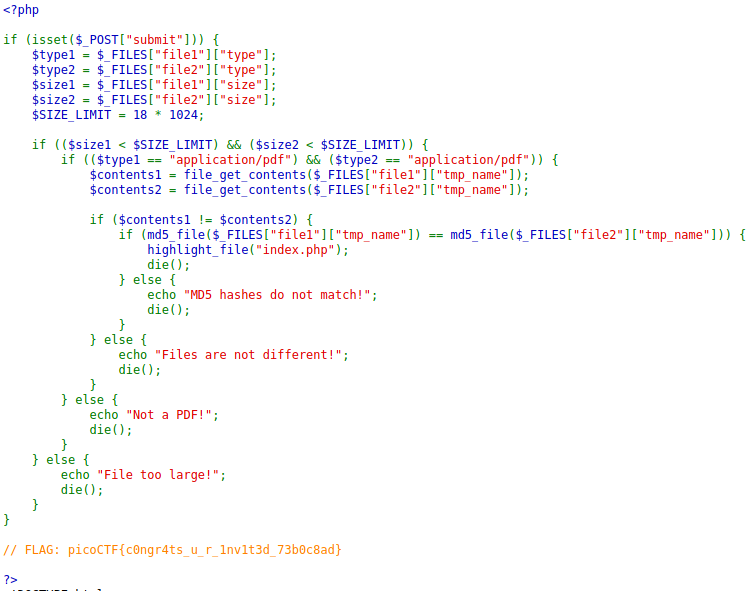 <?php
if (isset($_POST["submit"])) {
$type1 = $_FILES["file1"]["type"];
$type2 = $_FILES["file2"]["type"];
$size1 = $_FILES["file1"]["size"];
$size2 = $_FILES["file2"]["size"];
$SIZE_LIMIT = 18 * 1024;
if (($size1 < $SIZE_LIMIT) && ($size2 < $SIZE_LIMIT)) {
if (($type1 == "application/pdf") && ($type2 == "application/pdf")) {
$contents1 = file_get_contents($_FILES["file1"]["tmp_name"]);
$contents2 = file_get_contents($_FILES["file2"]["tmp_name"]);
if ($contents1 != $contents2) {
if (md5_file($_FILES["file1"]["tmp_name"]) == md5_file($_FILES["file2"]["tmp_name"])) {
highlight_file("index.php");
die();
} else {
echo "MD5 hashes do not match!";
die();
}
} else {
echo "Files are not different!";
die();
}
} else {
echo "Not a PDF!";
die();
}
} else {
echo "File too large!";
die();
}
}
// FLAG: picoCTF{c0ngr4ts_u_r_1nv1t3d_73b0c8ad}
?>